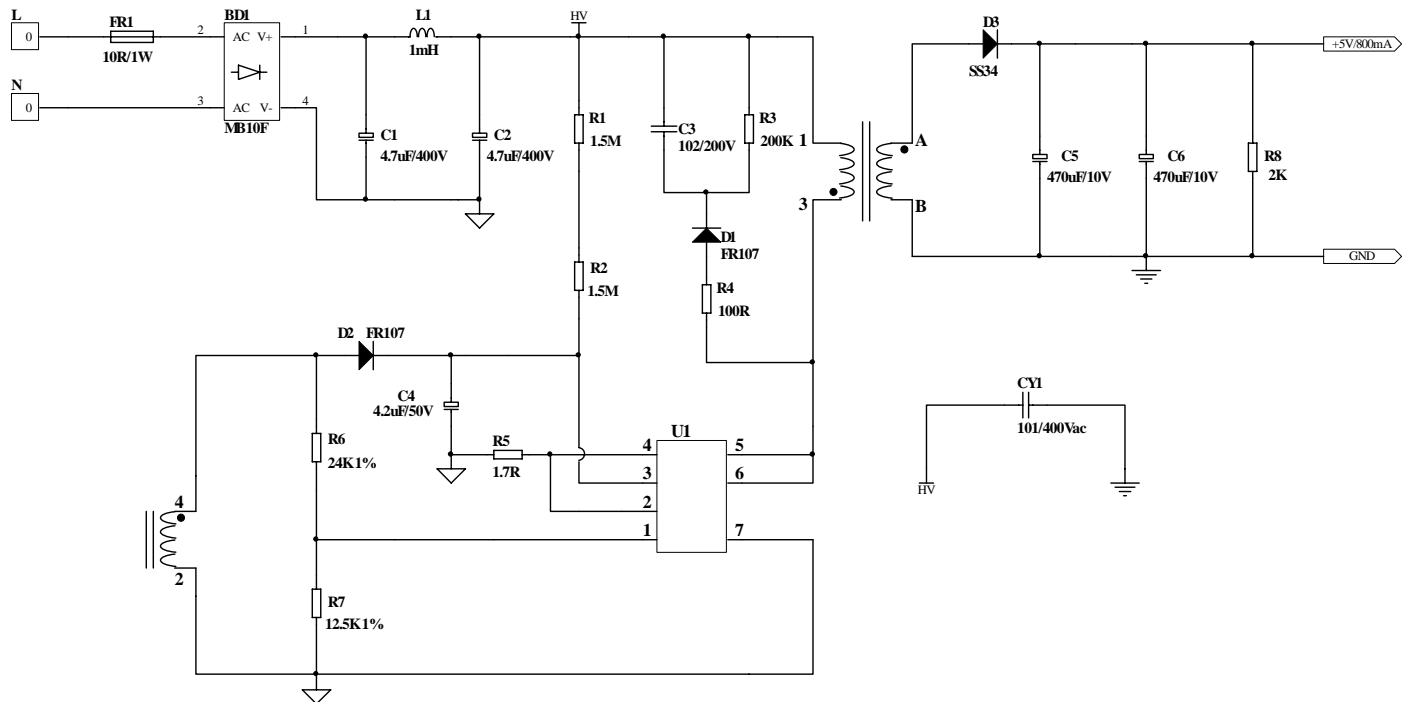 L
FR1
BD1
L1
HV
D3
0
2
AC V+
1
+5V/800mA
10R/1W
1mH
SS34
N
0
3
AC V-
4
MB10F
C1
4.7uF/400V
C2
4.7uF/400V
R1
1.5M
C3
102/200V
R3
200K
1
A
3
B
C5
470uF/10V
C6
470uF/10V
R8
2K
D1
FR107
GND
R2
1.5M
R4
100R
D2
FR107
C4
4.2uF/50V
CY1
101/400Vac
HV
R6
24K1%
R5
1.7R
U1
4
5
3
6
2
1
7
4
2
R7
12.5K1%